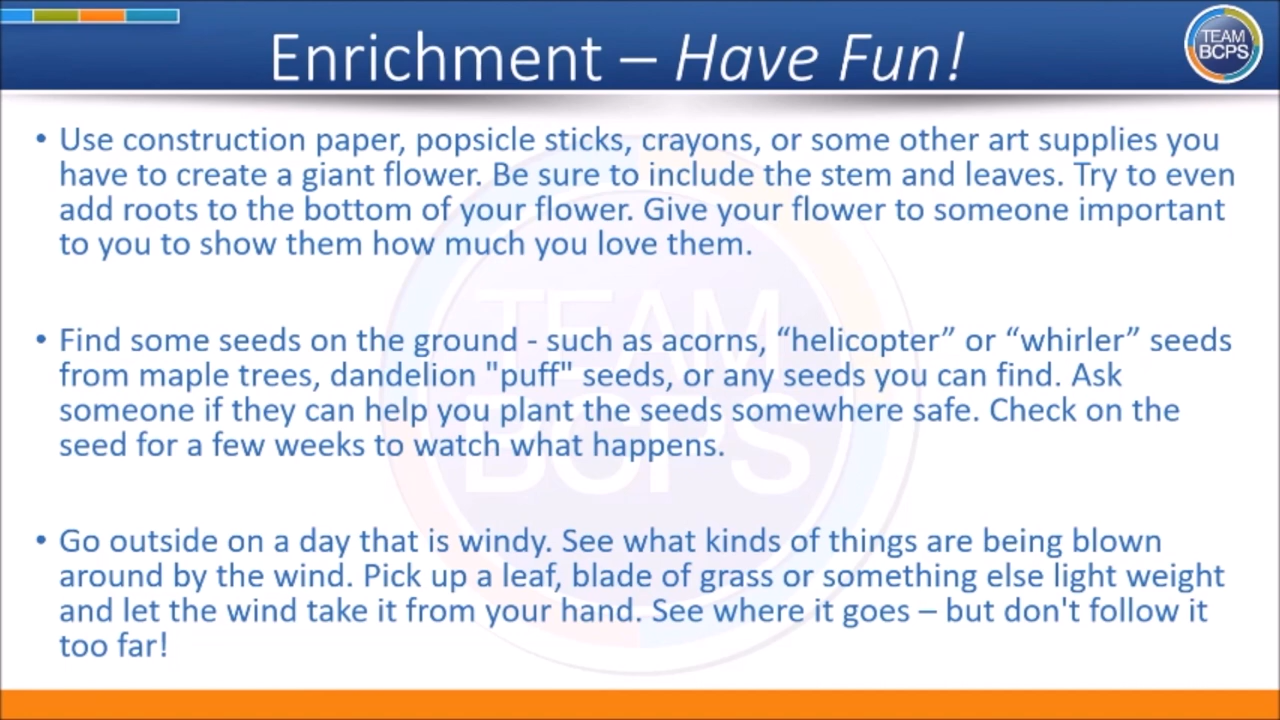 Enrichment – Have Fun!
TEAM
BCPS
• Use construction paper, popsicle sticks, crayons, or some other art supplies you
have to create a giant flower. Be sure to include the stem and leaves. Try to even
add roots to the bottom of your flower. Give your flower to someone important
to you to show them how much you love them.
• Find some seeds on the ground - such as acorns, “helicopter” or “whirler” seeds
from maple trees, dandelion "puff" seeds, or any seeds you can find. Ask
someone if they can help you plant the seeds somewhere safe. Check on the
seed for a few weeks to watch what happens.
• Go outside on a day that is windy. See what kinds of things are being blown
around by the wind. Pick up a leaf, blade of grass or something else light weight
and let the wind take it from your hand. See where it goes – but don't follow it
too far!
TEAM
BCPS